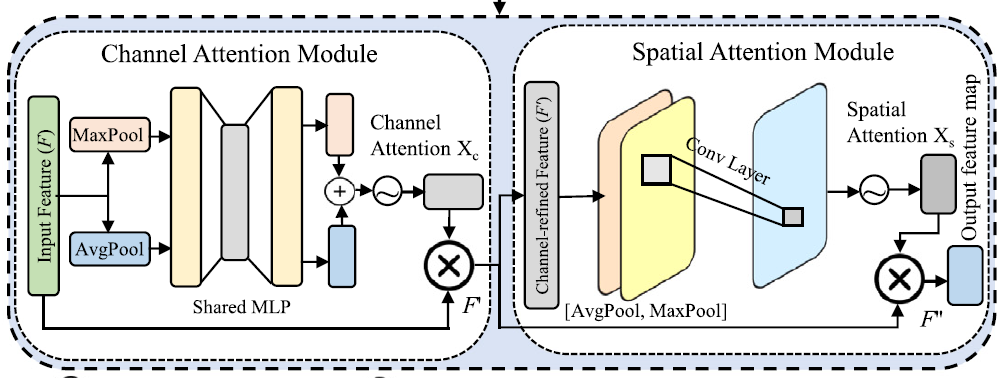 Channel Attention Module
Input Feature (F)
MaxPool
AvgPool
Shared MLP
+
Channel
Attention Xc
F'
Spatial Attention Module
Channel-refined Feature (F')
Conv Layer
[AvgPool, MaxPool]
Spatial
Attention Xs
F"
Output feature map